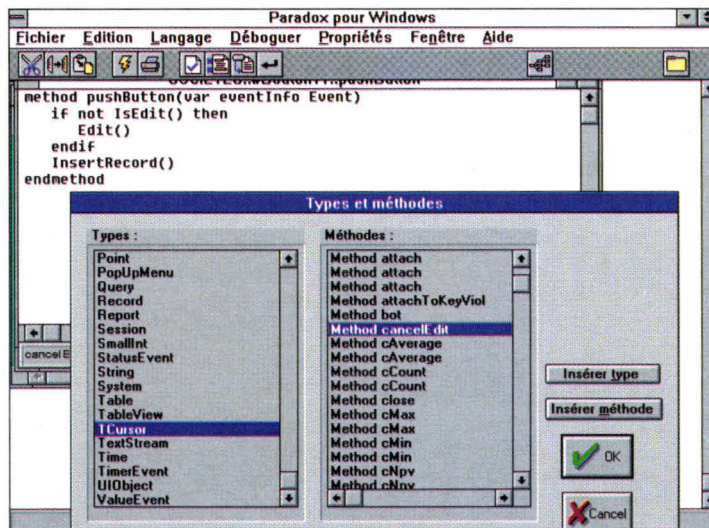 Paradox pour Windows
Fichier Edition Langage Déboguer Propriétés Fenêtre Aide
method pushButton(var eventInfo Event)
if not IsEdit() then
Edit()
endif
InsertRecord()
endmethod
Types et méthodes
Types :
Point
PopUpMenu
Query
Record
Report
Session
SmallInt
StatusEvent
String
System
Table
TableView
TCursor
TextStream
Time
TimerEvent
UIObject
ValueEvent
Méthodes :
Method attach
Method attach
Method attach
Method attachToKeyViol
Method bot
Method cancelEdit
Method cAverage
Method cAverage
Method cCount
Method cCount
Method close
Method cMax
Method cMax
Method cMin
Method cMin
Method cNpv
Method cNpv
Insérer type
Insérer méthode
OK
Cancel
cancelE